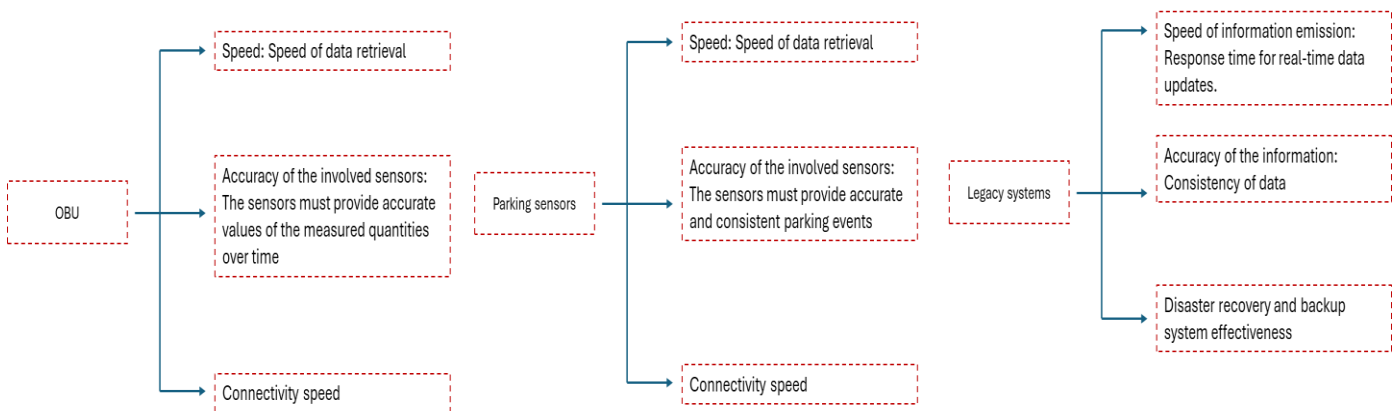 OBU
Speed: Speed of data retrieval
Accuracy of the involved sensors:
The sensors must provide accurate
values of the measured quantities
over time
Connectivity speed
Parking sensors
Speed: Speed of data retrieval
Accuracy of the involved sensors:
The sensors must provide accurate
and consistent parking events
Connectivity speed
Legacy systems
Speed of information emission:
Response time for real-time data
updates.
Accuracy of the information:
Consistency of data
Disaster recovery and backup
system effectiveness